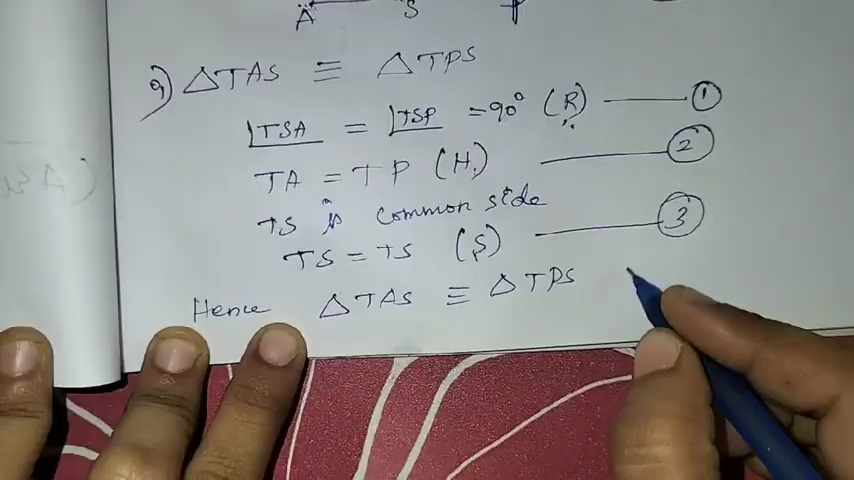 A S P
9) △TAS ≡ △TPS
∠TSA = ∠TSP = 90° (R) —— ①
TA = TP (H) —— ②
TS is common side
TS = TS (S) —— ③
Hence △TAS ≡ △TPS